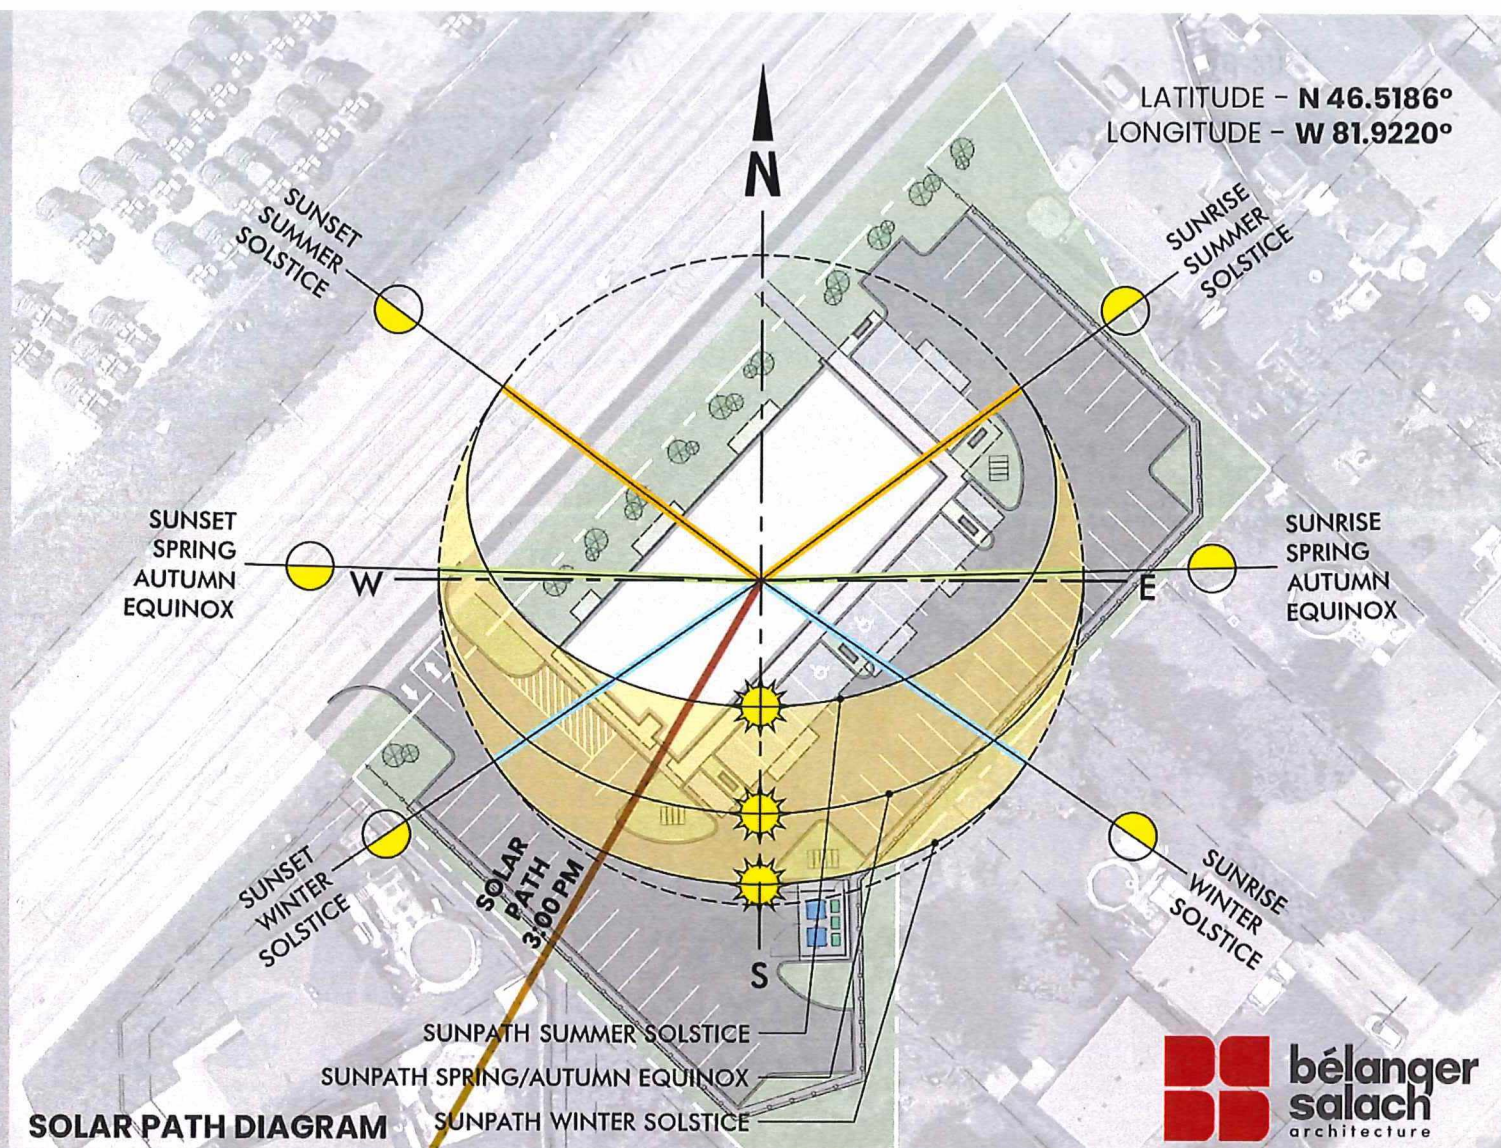 LATITUDE - N 46.5186°
LONGITUDE - W 81.9220°
N
SUNSET
SUMMER
SOLSTICE
SUNRISE
SUMMER
SOLSTICE
SUNSET
SPRING
AUTUMN
EQUINOX
W
E
SUNRISE
SPRING
AUTUMN
EQUINOX
SUNSET
WINTER
SOLSTICE
SOLAR
PATH
3:00PM
SUNRISE
WINTER
SOLSTICE
S
SUNPATH SUMMER SOLSTICE
SUNPATH SPRING/AUTUMN EQUINOX
SUNPATH WINTER SOLSTICE
SOLAR PATH DIAGRAM
bélanger
salach
architecture